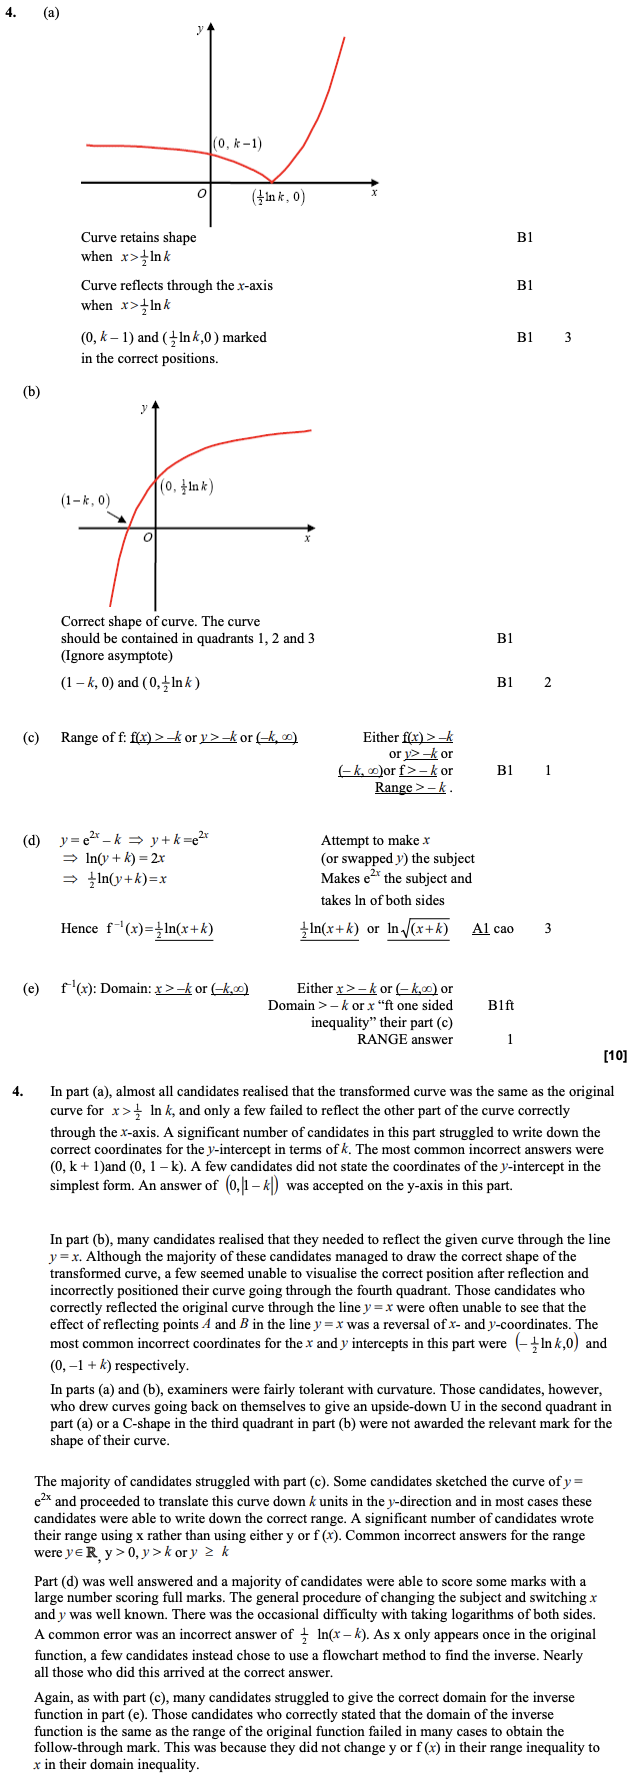 4. (a)
y
(0, k – 1)
O
(½ ln k, 0)
x
Curve retains shape B1
when x > ½ ln k
Curve reflects through the x-axis B1
when x > ½ ln k
(0, k – 1) and (½ ln k, 0) marked B1 3
in the correct positions.
(b)
y
(0, ½ ln k)
(1 – k, 0)
O
x
Correct shape of curve. The curve
should be contained in quadrants 1, 2 and 3 B1
(Ignore asymptote)
(1 – k, 0) and (0, ½ ln k) B1 2
(c) Range of f: f(x) > –k or y > –k or (–k, ∞) Either f(x) > –k
or y> –k or
(– k, ∞)or f > – k or B1 1
Range > – k .
(d) y = e²ˣ – k ⇒ y + k =e²ˣ Attempt to make x
⇒ ln(y + k) = 2x (or swapped y) the subject
⇒ ½ ln(y + k) = x Makes e²ˣ the subject and
takes ln of both sides
Hence f⁻¹(x) = ½ ln(x + k) ½ ln(x + k) or ln √(x + k) A1 cao 3
(e) f⁻¹(x): Domain: x > –k or (–k,∞) Either x > – k or (– k,∞) or
Domain > – k or x “ft one sided B1ft
inequality” their part (c)
RANGE answer 1
[10]
4. In part (a), almost all candidates realised that the transformed curve was the same as the original
curve for x > ½ ln k, and only a few failed to reflect the other part of the curve correctly
through the x-axis. A significant number of candidates in this part struggled to write down the
correct coordinates for the y-intercept in terms of k. The most common incorrect answers were
(0, k + 1)and (0, 1 – k). A few candidates did not state the coordinates of the y-intercept in the
simplest form. An answer of (0,|1 – k|) was accepted on the y-axis in this part.
In part (b), many candidates realised that they needed to reflect the given curve through the line
y = x. Although the majority of these candidates managed to draw the correct shape of the
transformed curve, a few seemed unable to visualise the correct position after reflection and
incorrectly positioned their curve going through the fourth quadrant. Those candidates who
correctly reflected the original curve through the line y = x were often unable to see that the
effect of reflecting points A and B in the line y = x was a reversal of x- and y-coordinates. The
most common incorrect coordinates for the x and y intercepts in this part were (– ½ ln k,0) and
(0, –1 + k) respectively.
In parts (a) and (b), examiners were fairly tolerant with curvature. Those candidates, however,
who drew curves going back on themselves to give an upside-down U in the second quadrant in
part (a) or a C-shape in the third quadrant in part (b) were not awarded the relevant mark for the
shape of their curve.
The majority of candidates struggled with part (c). Some candidates sketched the curve of y =
e²ˣ and proceeded to translate this curve down k units in the y-direction and in most cases these
candidates were able to write down the correct range. A significant number of candidates wrote
their range using x rather than using either y or f (x). Common incorrect answers for the range
were y ∈ ℝ, y > 0, y > k or y ≥ k
Part (d) was well answered and a majority of candidates were able to score some marks with a
large number scoring full marks. The general procedure of changing the subject and switching x
and y was well known. There was the occasional difficulty with taking logarithms of both sides.
A common error was an incorrect answer of ½ ln(x – k). As x only appears once in the original
function, a few candidates instead chose to use a flowchart method to find the inverse. Nearly
all those who did this arrived at the correct answer.
Again, as with part (c), many candidates struggled to give the correct domain for the inverse
function in part (e). Those candidates who correctly stated that the domain of the inverse
function is the same as the range of the original function failed in many cases to obtain the
follow-through mark. This was because they did not change y or f (x) in their range inequality to
x in their domain inequality.